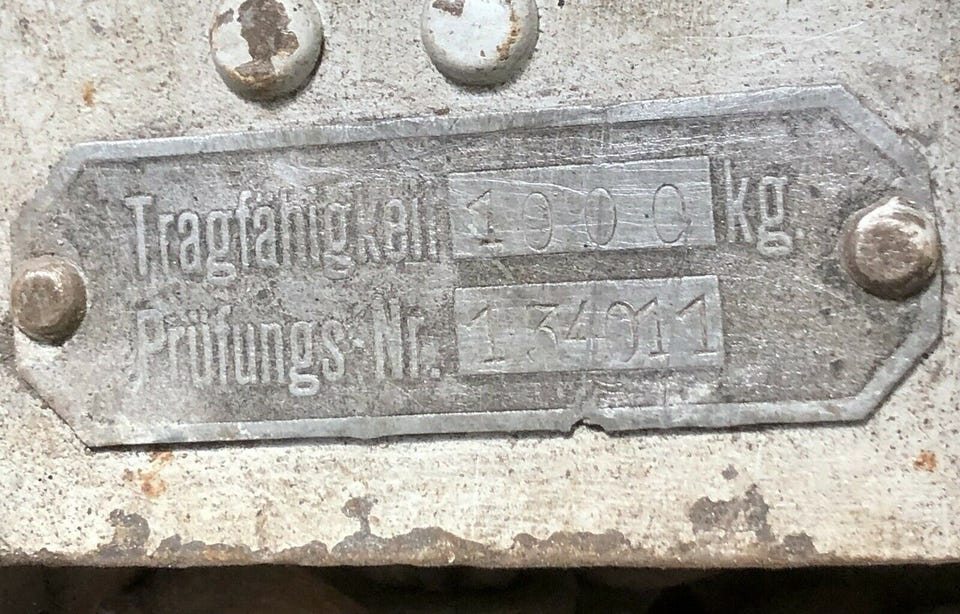 Tragfähigkeit 1000 kg.
Prüfungs-Nr. 134011